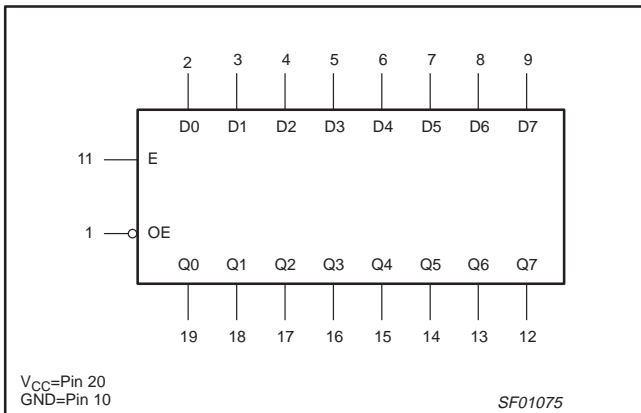 2 3 4 5 6 7 8 9
D0 D1 D2 D3 D4 D5 D6 D7
11 E
1 OE
Q0 Q1 Q2 Q3 Q4 Q5 Q6 Q7
19 18 17 16 15 14 13 12
VCC=Pin 20
GND=Pin 10
SF01075